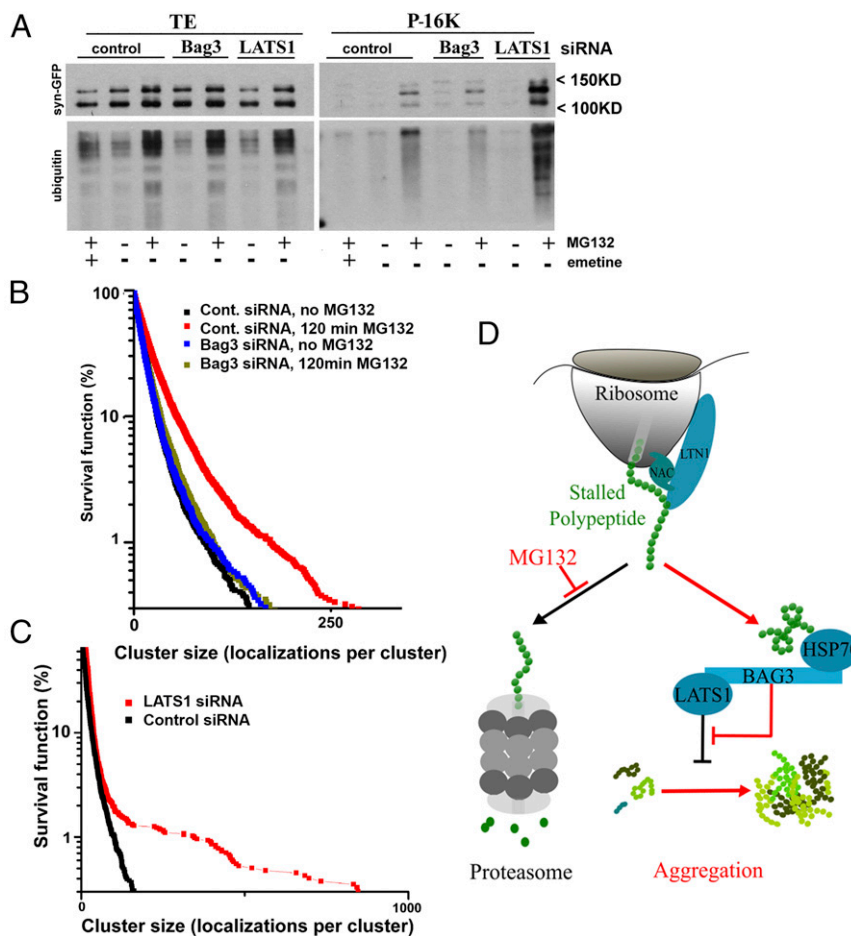 A
TE
P-16K
control Bag3 LATS1
control Bag3 LATS1 siRNA
syn-GFP
< 150KD
< 100KD
ubiquitin
+ - + - + - + + - + - + - + MG132
+ - - - - - - + - - - - - - emetine
B
Survival function (%)
100
10
1
Cont. siRNA, no MG132
Cont. siRNA, 120 min MG132
Bag3 siRNA, no MG132
Bag3 siRNA, 120min MG132
0 250
Cluster size (localizations per cluster)
C
Survival function (%)
10
1
LATS1 siRNA
Control siRNA
0 1000
Cluster size (localizations per cluster)
D
Ribosome
NAC
LTN1
Stalled
Polypeptide
MG132
HSP70
BAG3
LATS1
Proteasome
Aggregation